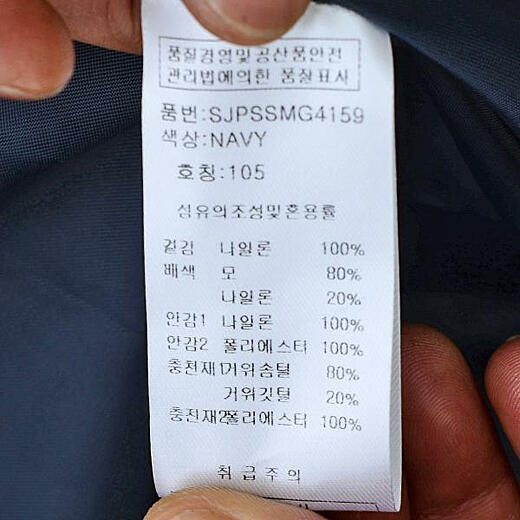 품질경영및공산품안전
관리법에의한 품질표시
품번:SJPSSMG4159
색상:NAVY
호칭:105
섬유의조성및혼용률
겉감 나일론 100%
배색 모 80%
나일론 20%
안감1 나일론 100%
안감2 폴리에스터 100%
충전재1거위솜털 80%
거위깃털 20%
충전재2폴리에스터 100%
취급주의